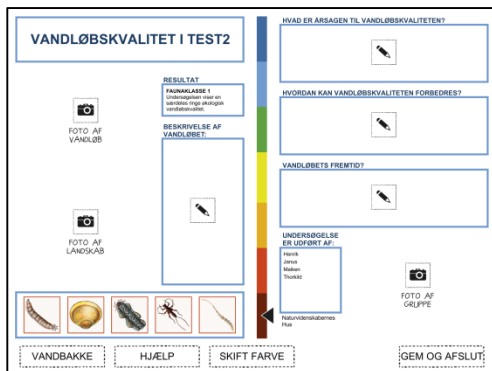 VANDLØBSKVALITET I TEST2
RESULTAT
FAUNAKLASSE 1
Undersøgelsen viser en
særdeles ringe økologisk
vandløbskvalitet.
FOTO AF
VANDLØB
BESKRIVELSE AF
VANDLØBET:
FOTO AF
LANDSKAB
HVAD ER ÅRSAGEN TIL VANDLØBSKVALITETEN?
HVORDAN KAN VANDLØBSKVALITETEN FORBEDRES?
VANDLØBETS FREMTID?
UNDERSØGELSE
ER UDFØRT AF:
Henrik
Janus
Maiken
Thorkild
FOTO AF
GRUPPE
Naturvidenskabernes
Hus
VANDBAKKE
HJÆLP
SKIFT FARVE
GEM OG AFSLUT